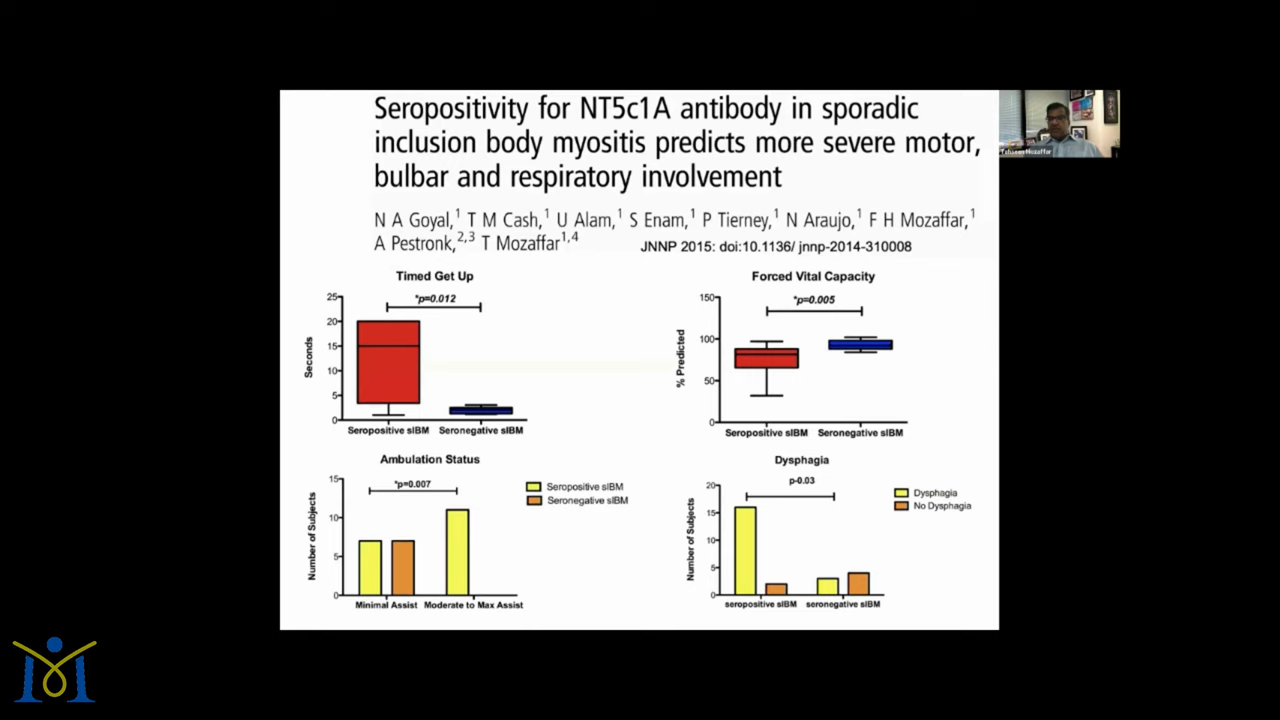 Seropositivity for NT5c1A antibody in sporadic
inclusion body myositis predicts more severe motor,
bulbar and respiratory involvement
N A Goyal,¹ T M Cash,¹ U Alam,¹ S Enam,¹ P Tierney,¹ N Araujo,¹ F H Mozaffar,¹
A Pestronk,²,³ T Mozaffar¹,⁴
JNNP 2015: doi:10.1136/ jnnp-2014-310008
Tahseen Mozaffar
Timed Get Up
*p=0.012
25
20
15
10
5
0
Seconds
Seropositive sIBM
Seronegative sIBM
Forced Vital Capacity
*p=0.005
150
100
50
0
% Predicted
Seropositive sIBM
Seronegative sIBM
Ambulation Status
*p=0.007
15
10
5
0
Number of Subjects
Minimal Assist
Moderate to Max Assist
Seropositive sIBM
Seronegative sIBM
Dysphagia
p-0.03
20
15
10
5
0
Number of Subjects
seropositive sIBM
seronegative sIBM
Dysphagia
No Dysphagia